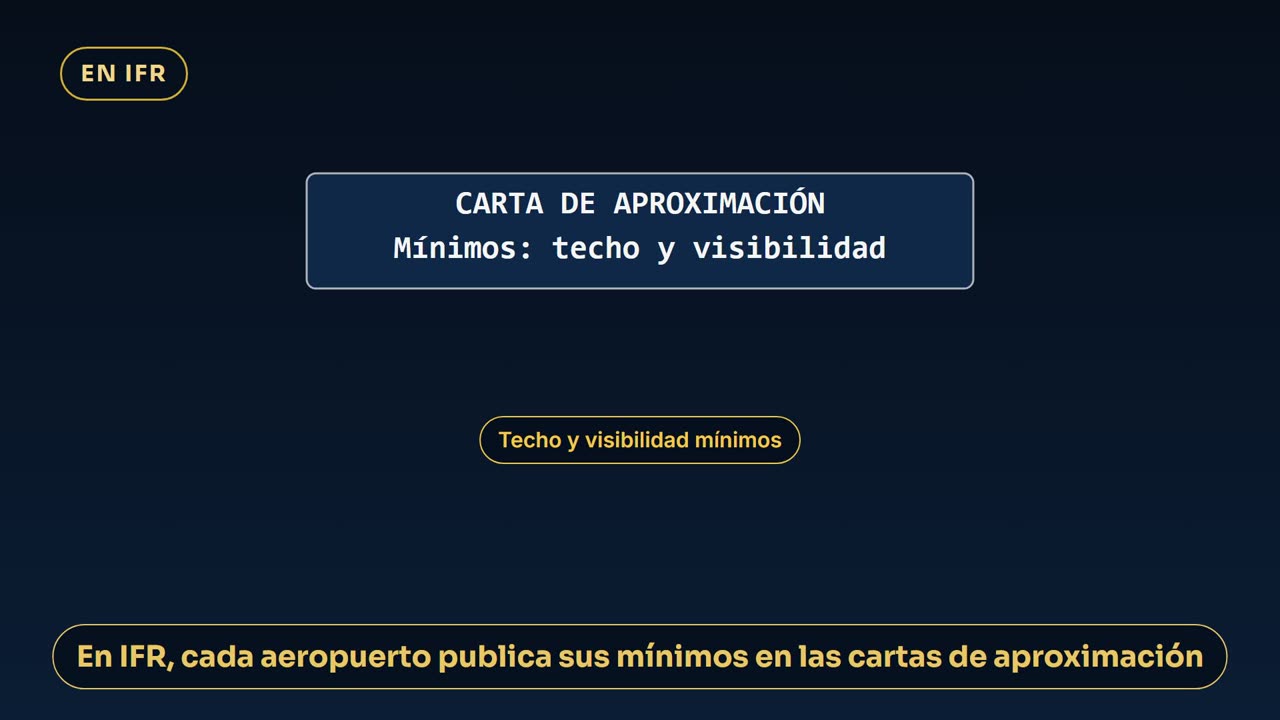 EN IFR
CARTA DE APROXIMACIÓN
Mínimos: techo y visibilidad
Techo y visibilidad mínimos
En IFR, cada aeropuerto publica sus mínimos en las cartas de aproximación